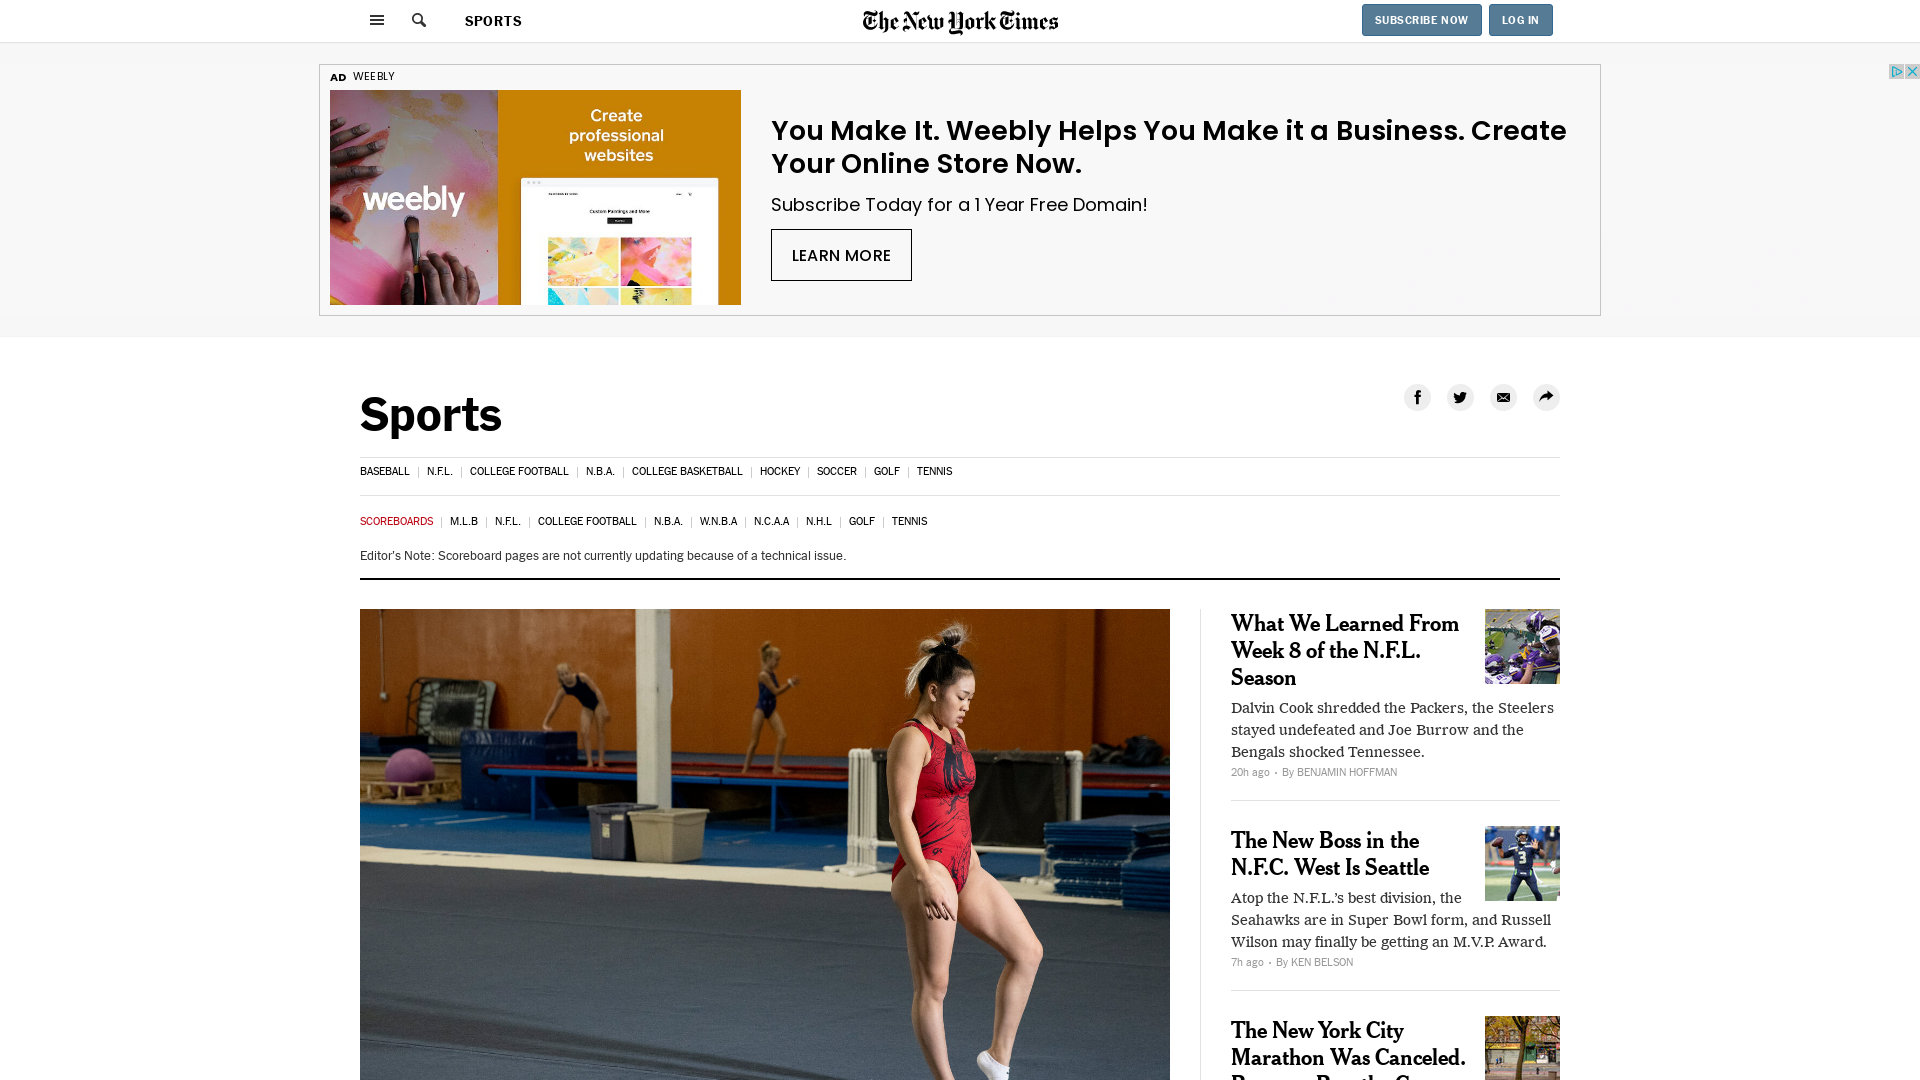 SPORTS
The New York Times
SUBSCRIBE NOW
LOG IN
AD WEEBLY
Create
professional
websites
weebly
Custom Paintings and More
You Make It. Weebly Helps You Make it a Business. Create
Your Online Store Now.
Subscribe Today for a 1 Year Free Domain!
LEARN MORE
Sports
BASEBALL
N.F.L.
COLLEGE FOOTBALL
N.B.A.
COLLEGE BASKETBALL
HOCKEY
SOCCER
GOLF
TENNIS
SCOREBOARDS
M.L.B
N.F.L.
COLLEGE FOOTBALL
N.B.A.
W.N.B.A
N.C.A.A
N.H.L
GOLF
TENNIS
Editor's Note: Scoreboard pages are not currently updating because of a technical issue.
What We Learned From
Week 8 of the N.F.L.
Season
Dalvin Cook shredded the Packers, the Steelers
stayed undefeated and Joe Burrow and the
Bengals shocked Tennessee.
20h ago • By BENJAMIN HOFFMAN
The New Boss in the
N.F.C. West Is Seattle
Atop the N.F.L.’s best division, the
Seahawks are in Super Bowl form, and Russell
Wilson may finally be getting an M.V.P. Award.
7h ago • By KEN BELSON
3
The New York City
Marathon Was Canceled.